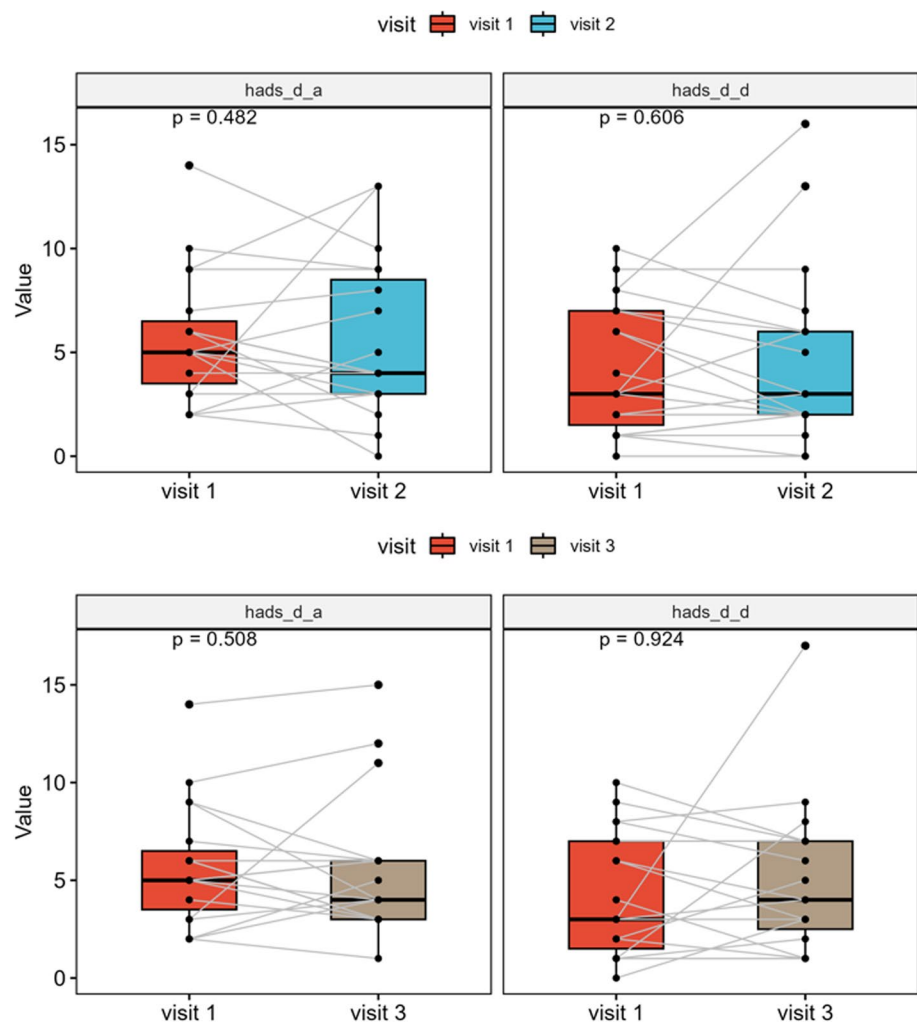 visit visit 1 visit 2
hads_d_a hads_d_d
p = 0.482 p = 0.606
15
10
5
0
Value
visit 1 visit 2 visit 1 visit 2
visit visit 1 visit 3
hads_d_a hads_d_d
p = 0.508 p = 0.924
15
10
5
0
Value
visit 1 visit 3 visit 1 visit 3